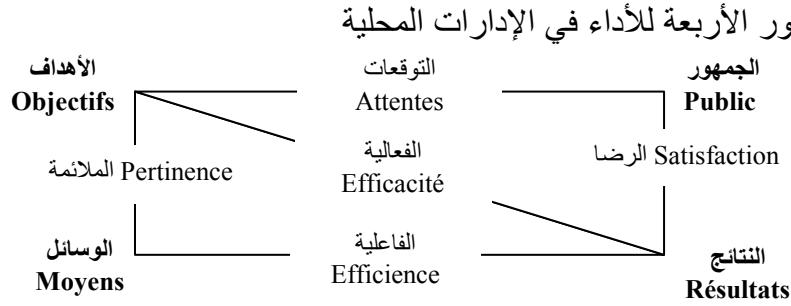 ور الأربعة للأداء في الإدارات المحلية
الأهداف
Objectifs
التوقعات
Attentes
الجمهور
Public
الملائمة Pertinence
الفعالية
Efficacité
الرضا Satisfaction
الوسائل
Moyens
الفاعلية
Efficience
النتائج
Résultats